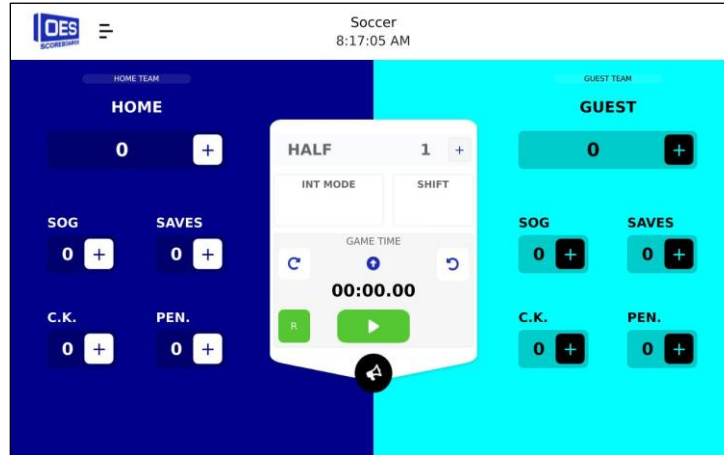 OES
SCOREBOARDS
Soccer
8:17:05 AM
HOME TEAM
HOME
0 +
SOG SAVES
0 + 0 +
C.K. PEN.
0 + 0 +
HALF 1 +
INT MODE SHIFT
GAME TIME
00:00.00
R
GUEST TEAM
GUEST
0 +
SOG SAVES
0 + 0 +
C.K. PEN.
0 + 0 +